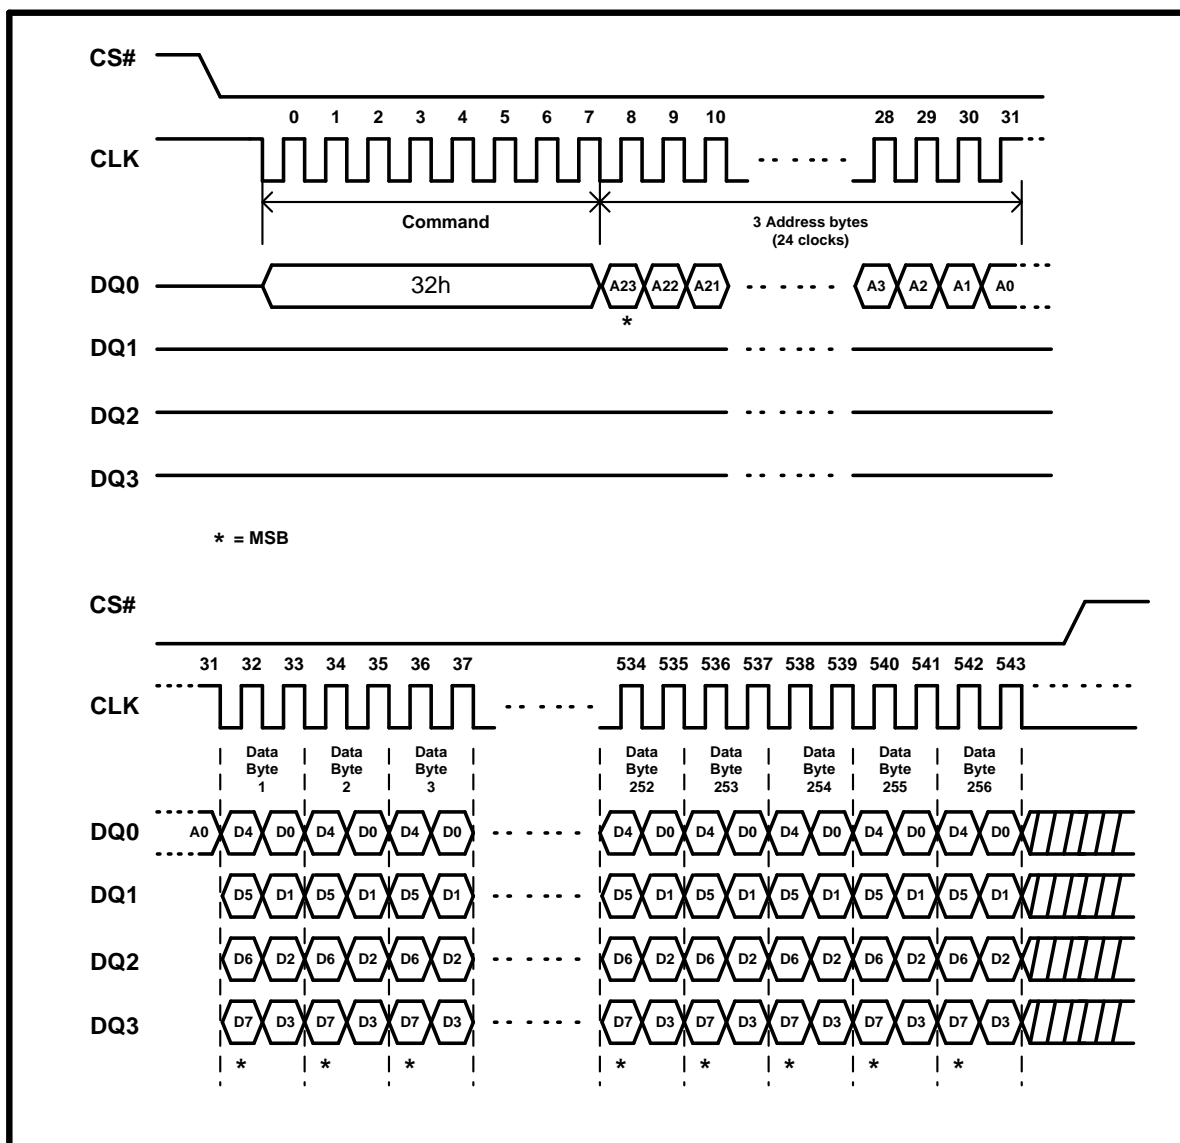 CS#
0 1 2 3 4 5 6 7 8 9 10 28 29 30 31
CLK
Command
3 Address bytes
(24 clocks)
DQ0 32h A23 A22 A21 A3 A2 A1 A0
*
DQ1
DQ2
DQ3
* = MSB
CS#
31 32 33 34 35 36 37 534 535 536 537 538 539 540 541 542 543
CLK
Data Data Data Data Data Data Data Data
Byte Byte Byte Byte Byte Byte Byte Byte
1 2 3 252 253 254 255 256
DQ0 A0 D4 D0 D4 D0 D4 D0 D4 D0 D4 D0 D4 D0 D4 D0 D4 D0
DQ1 D5 D1 D5 D1 D5 D1 D5 D1 D5 D1 D5 D1 D5 D1 D5 D1
DQ2 D6 D2 D6 D2 D6 D2 D6 D2 D6 D2 D6 D2 D6 D2 D6 D2
DQ3 D7 D3 D7 D3 D7 D3 D7 D3 D7 D3 D7 D3 D7 D3 D7 D3
* * * * * * * *